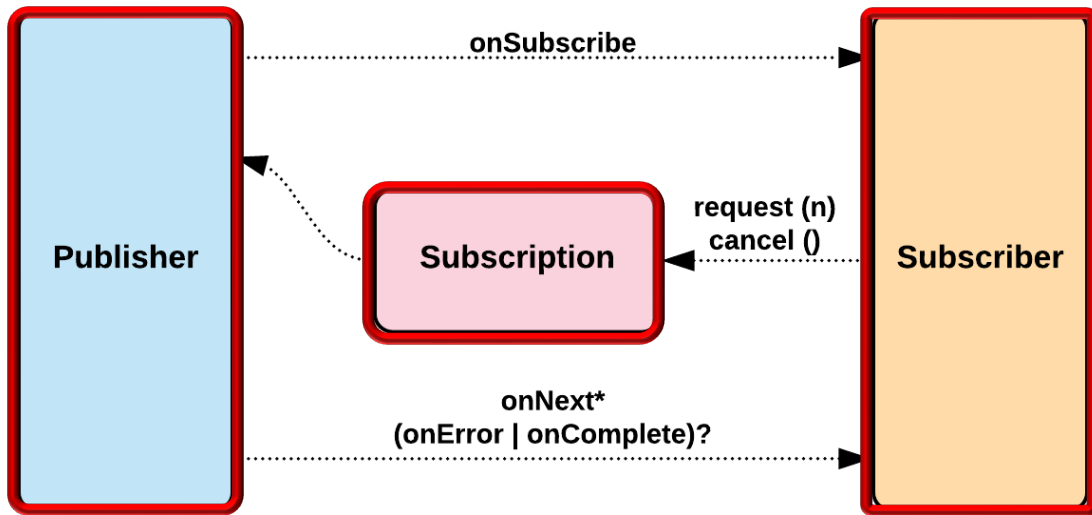 onSubscribe
request (n)
cancel ()
Publisher
Subscription
Subscriber
onNext*
(onError | onComplete)?